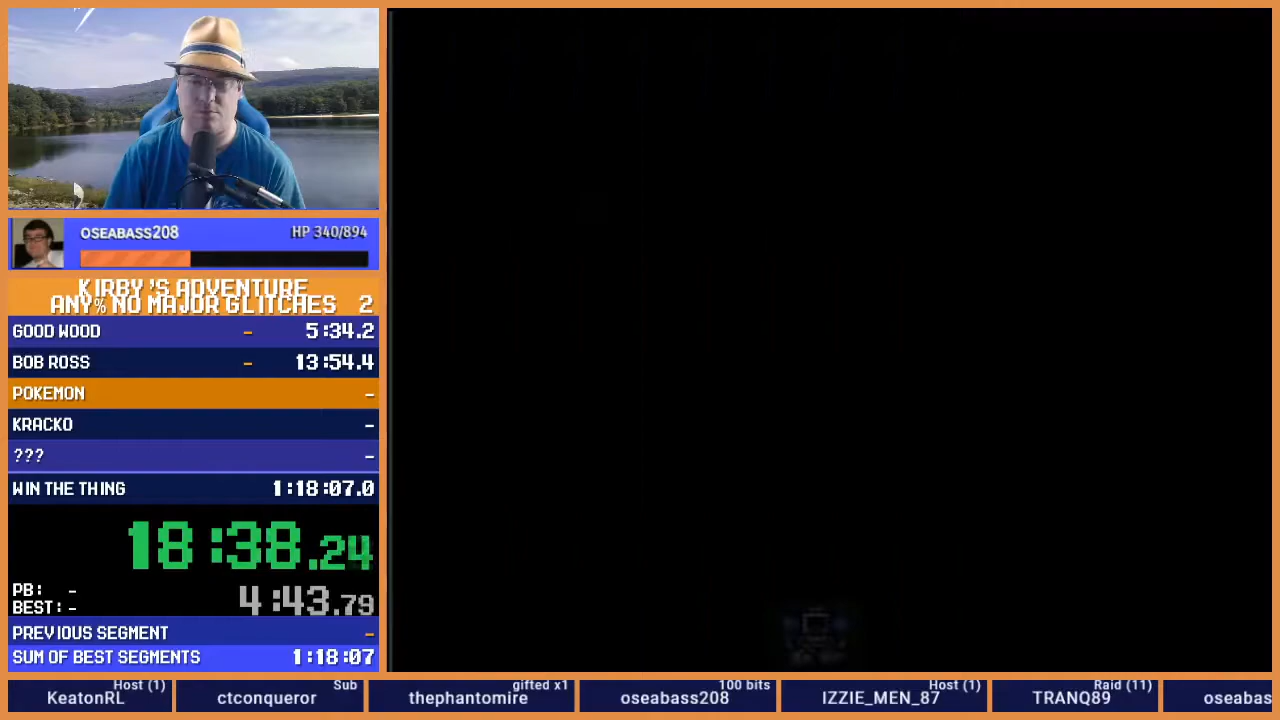 OSEABASS208 HP 340/894
KIRBY'S ADVENTURE
ANY% NO MAJOR GLITCHES 2
GOOD WOOD - 5:34.2
BOB ROSS - 13:54.4
POKEMON -
KRACKO -
??? -
WIN THE THING 1:18:07.0
18:38.24
PB: -
BEST: -
4:43.79
PREVIOUS SEGMENT -
SUM OF BEST SEGMENTS 1:18:07
Host (1) Sub gifted x1 100 bits Host (1) Raid (11)
KeatonRL ctconqueror thephantomire oseabass208 IZZIE_MEN_87 TRANQ89 oseabas